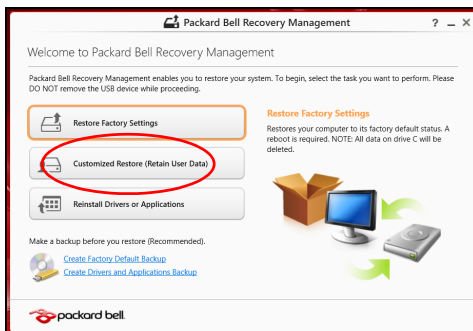 Packard Bell Recovery Management
? _ X
Welcome to Packard Bell Recovery Management
Packard Bell Recovery Management enables you to restore your system. To begin, select the task you want to perform. Please
DO NOT remove the USB device while proceeding.
Restore Factory Settings
Customized Restore (Retain User Data)
Reinstall Drivers or Applications
Restore Factory Settings
Restores your computer to its factory default status. A
reboot is required. NOTE: All data on drive C will be
deleted.
Make a backup before you restore (Recommended).
Create Factory Default Backup
Create Drivers and Applications Backup
packard bell